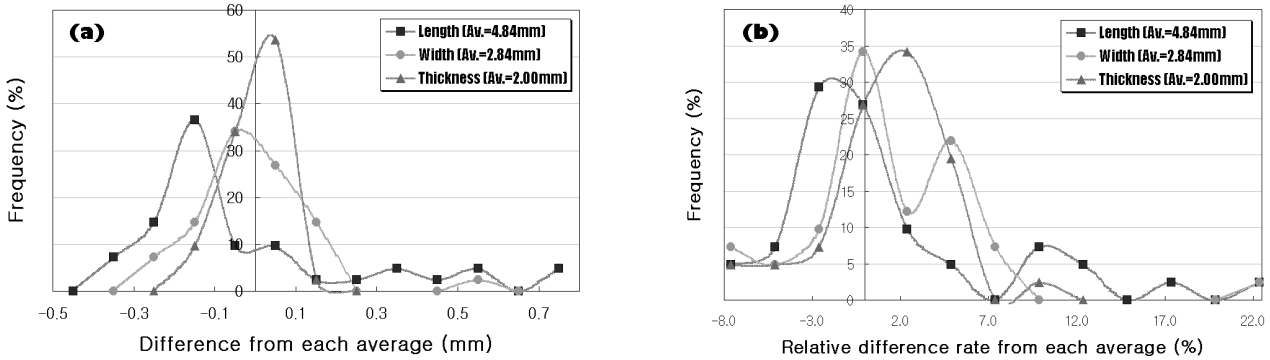 (a)
Length (Av.=4.84mm)
Width (Av.=2.84mm)
Thickness (Av.=2.00mm)
60
50
40
30
20
10
0
-0.5 -0.3 -0.1 0.1 0.3 0.5 0.7
Frequency (%)
Difference from each average (mm)
(b)
Length (Av.=4.84mm)
Width (Av.=2.84mm)
Thickness (Av.=2.00mm)
40
35
30
25
20
15
10
5
0
-8.0 -3.0 2.0 7.0 12.0 17.0 22.0
Frequency (%)
Relative difference rate from each average (%)